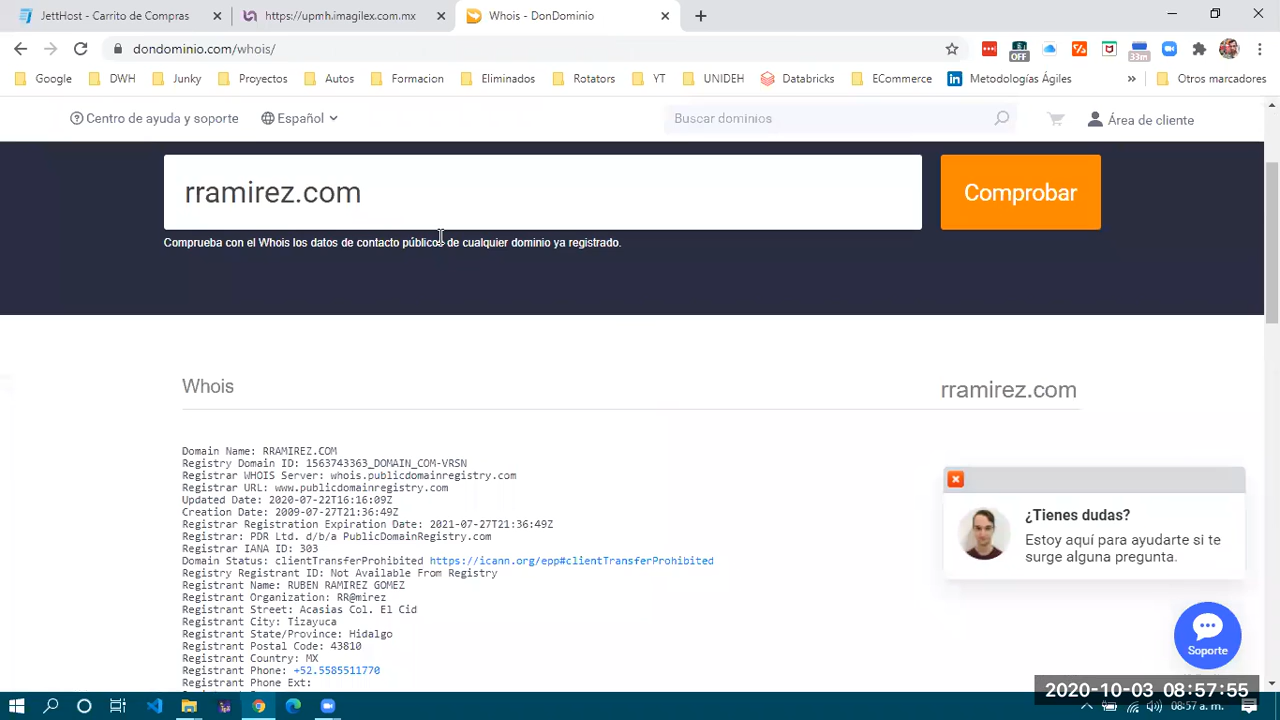 JettHost - Carrito de Compras
https://upmh.imagilex.com.mx
Whois - DonDominio
dondominio.com/whois/
OFF
33m
Google
DWH
Junky
Proyectos
Autos
Formacion
Eliminados
Rotators
YT
UNIDEH
Databricks
ECommerce
Metodologías Ágiles
»
Otros marcadores
Centro de ayuda y soporte
Español
Buscar dominios
Área de cliente
rramirez.com
Comprobar
Comprueba con el Whois los datos de contacto públicos de cualquier dominio ya registrado.
Whois
rramirez.com
Domain Name: RRAMIREZ.COM
Registry Domain ID: 1563743363_DOMAIN_COM-VRSN
Registrar WHOIS Server: whois.publicdomainregistry.com
Registrar URL: www.publicdomainregistry.com
Updated Date: 2020-07-22T16:16:09Z
Creation Date: 2009-07-27T21:36:49Z
Registrar Registration Expiration Date: 2021-07-27T21:36:49Z
Registrar: PDR Ltd. d/b/a PublicDomainRegistry.com
Registrar IANA ID: 303
Domain Status: clientTransferProhibited https://icann.org/epp#clientTransferProhibited
Registry Registrant ID: Not Available From Registry
Registrant Name: RUBEN RAMIREZ GOMEZ
Registrant Organization: RR@mirez
Registrant Street: Acasias Col. El Cid
Registrant City: Tizayuca
Registrant State/Province: Hidalgo
Registrant Postal Code: 43810
Registrant Country: MX
Registrant Phone: +52.5585511770
Registrant Phone Ext:
¿Tienes dudas?
Estoy aquí para ayudarte si te
surge alguna pregunta.
Soporte
2020-10-03 08:57:55
08:57 a. m.